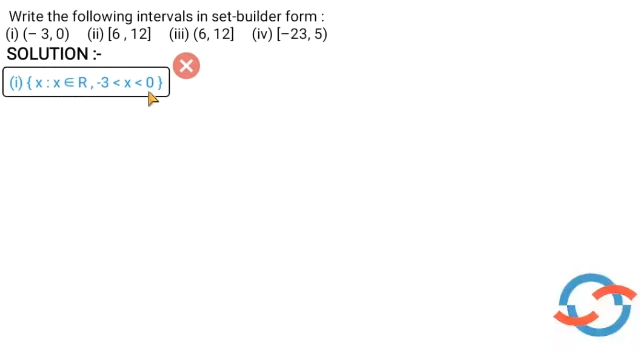 Write the following intervals in set-builder form :
(i) (– 3, 0) (ii) [6 , 12] (iii) (6, 12] (iv) [–23, 5)
SOLUTION :-
(i) { x : x ∈ R , -3 < x < 0 }